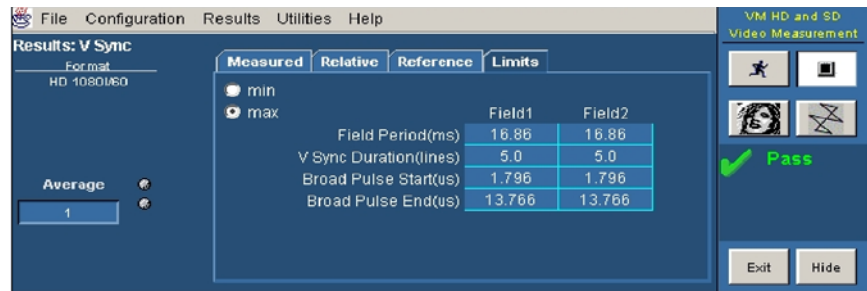 File Configuration Results Utilities Help
VM HD and SD
Video Measurement
Results: V Sync
Format
HD 1080i/60
Average
1
Measured Relative Reference Limits
min
max
Field1 Field2
Field Period(ms) 16.86 16.86
V Sync Duration(lines) 5.0 5.0
Broad Pulse Start(us) 1.796 1.796
Broad Pulse End(us) 13.766 13.766
Pass
Exit Hide